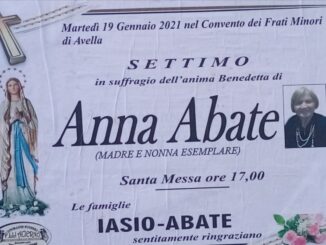 Martedì 19 Gennaio 2021 nel Convento dei Frati Minori
di Avella
SETTIMO
in suffragio dell'anima Benedetta di
Anna Abate
(MADRE E NONNA ESEMPLARE)
Santa Messa ore 17,00
Le famiglie
IASIO-ABATE
sentitamente ringraziano